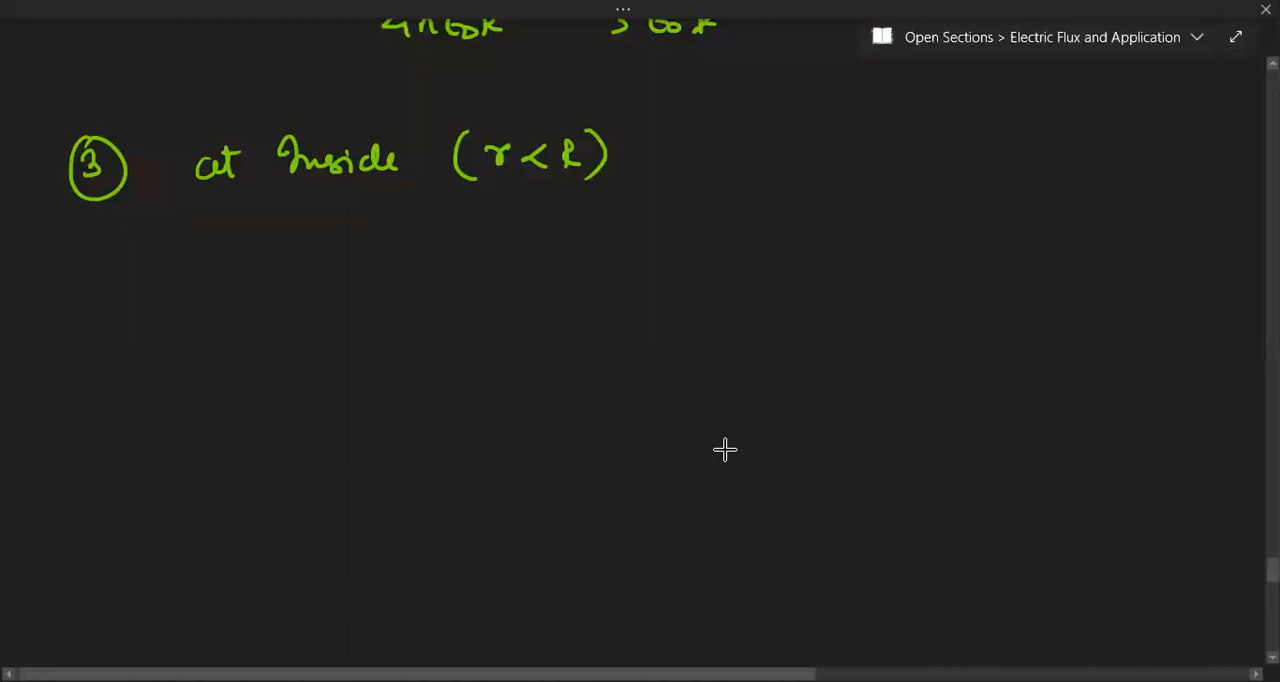 Open Sections > Electric Flux and Application
③ at Inside (r < R)